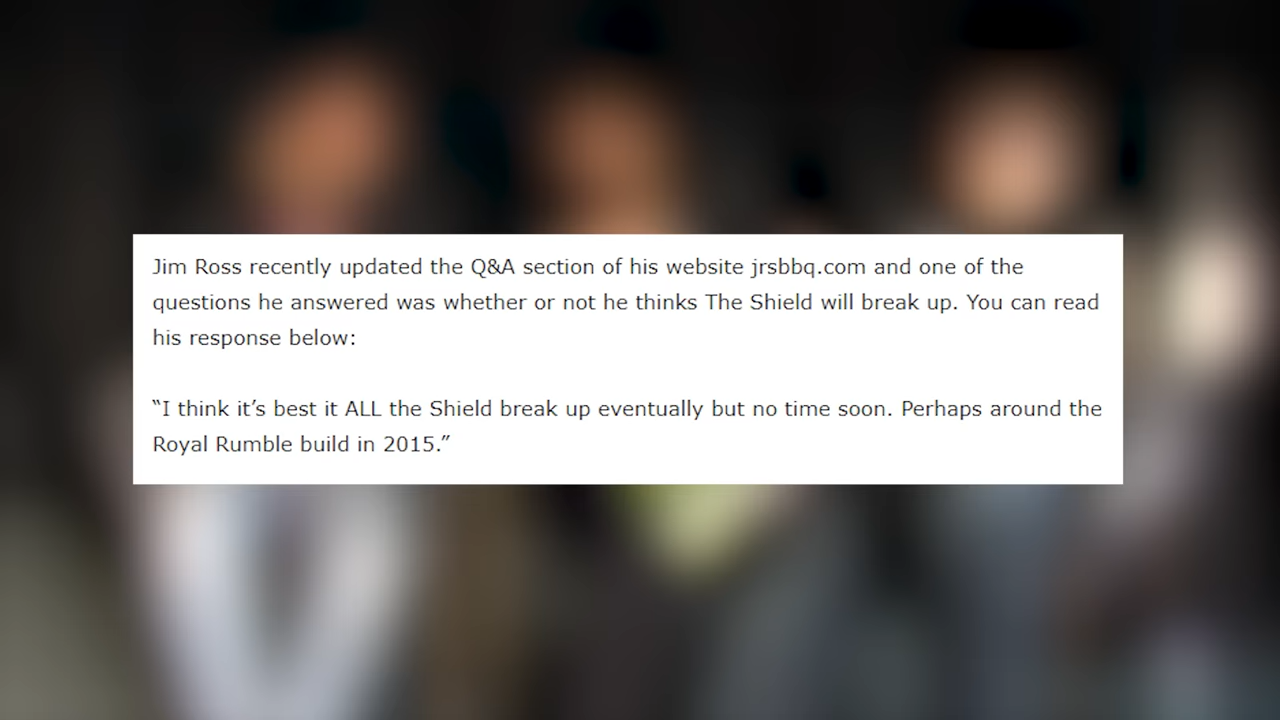 Jim Ross recently updated the Q&A section of his website jrsbbq.com and one of the
questions he answered was whether or not he thinks The Shield will break up. You can read
his response below:
“I think it’s best it ALL the Shield break up eventually but no time soon. Perhaps around the
Royal Rumble build in 2015.”